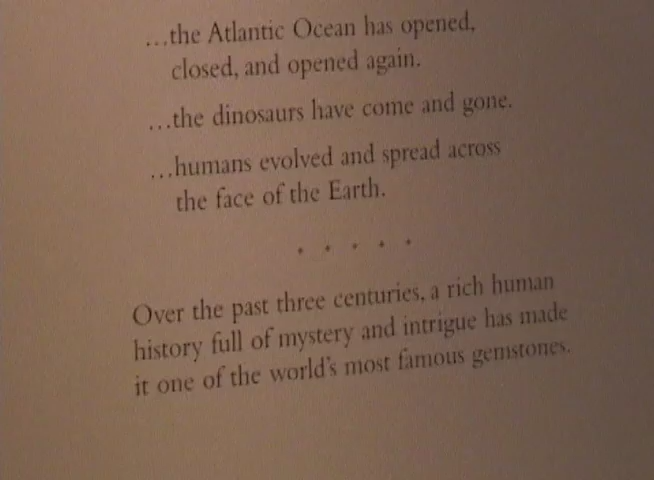 ...the Atlantic Ocean has opened,
closed, and opened again.
...the dinosaurs have come and gone.
...humans evolved and spread across
the face of the Earth.
Over the past three centuries, a rich human
history full of mystery and intrigue has made
it one of the world's most famous gemstones.